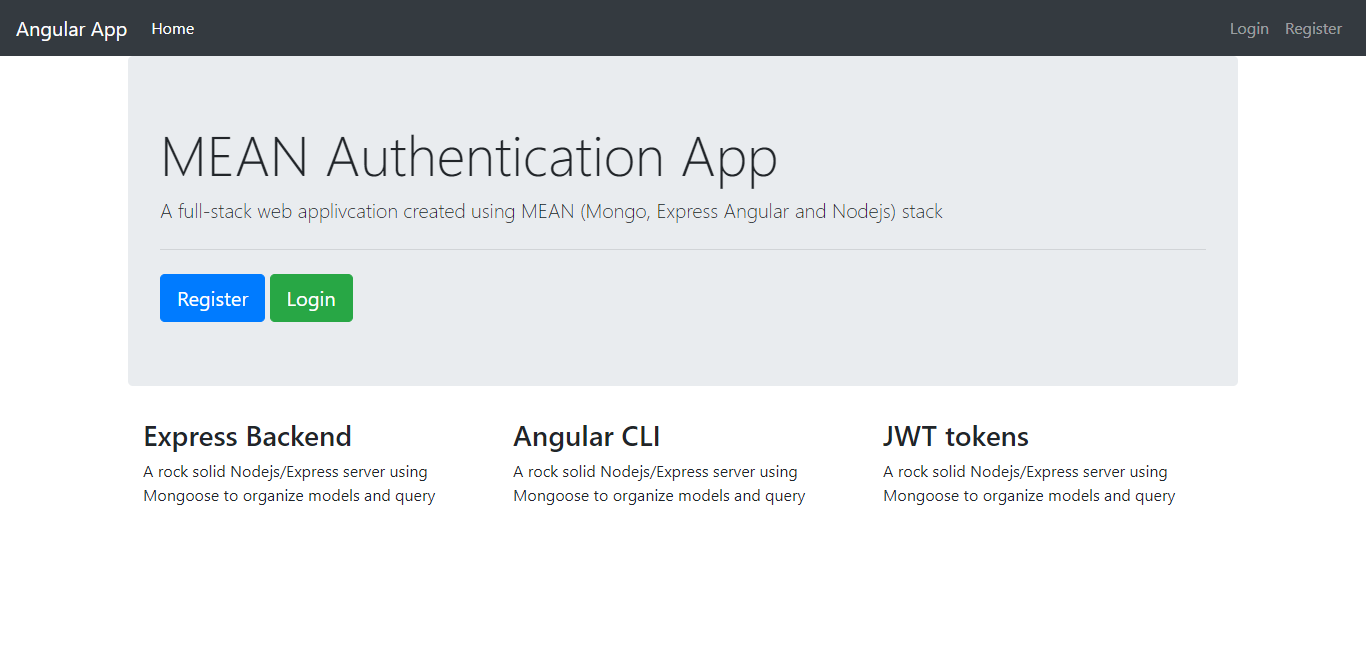 Angular App Home Login Register
MEAN Authentication App
A full-stack web applivcation created using MEAN (Mongo, Express Angular and Nodejs) stack
Register Login
Express Backend
A rock solid Nodejs/Express server using
Mongoose to organize models and query
Angular CLI
A rock solid Nodejs/Express server using
Mongoose to organize models and query
JWT tokens
A rock solid Nodejs/Express server using
Mongoose to organize models and query